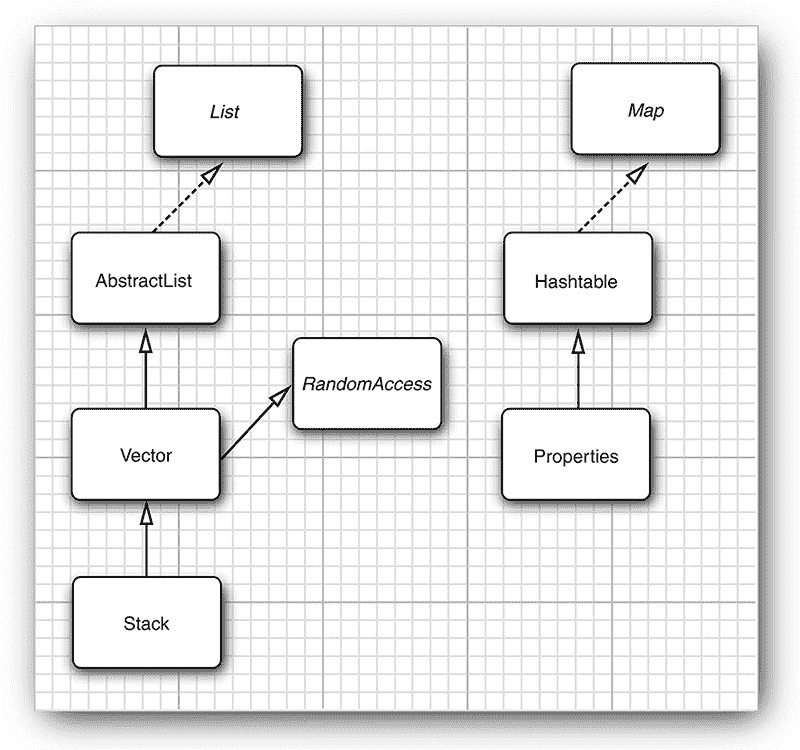 List
Map
AbstractList
Hashtable
RandomAccess
Vector
Properties
Stack